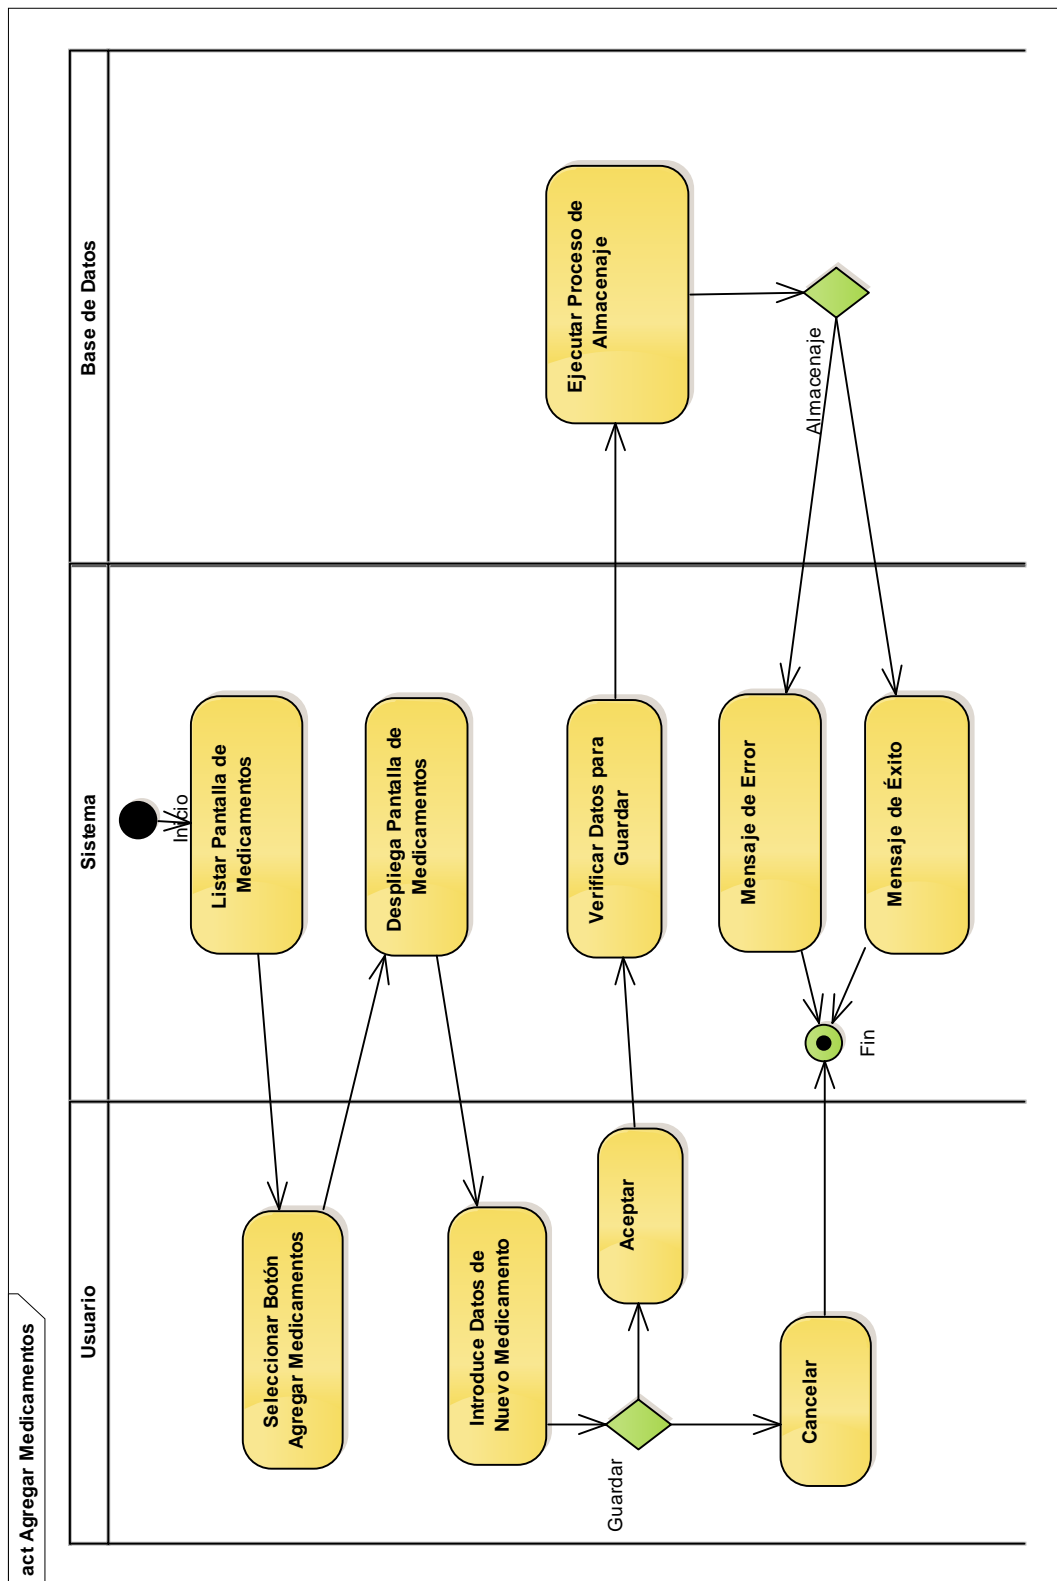 act Agregar Medicamentos
Usuario
Sistema
Base de Datos
Inicio
Listar Pantalla de
Medicamentos
Seleccionar Botón
Agregar Medicamentos
Despliega Pantalla de
Medicamentos
Introduce Datos de
Nuevo Medicamento
Guardar
Aceptar
Verificar Datos para
Guardar
Ejecutar Proceso de
Almacenaje
Almacenaje
Cancelar
Mensaje de Error
Mensaje de Éxito
Fin